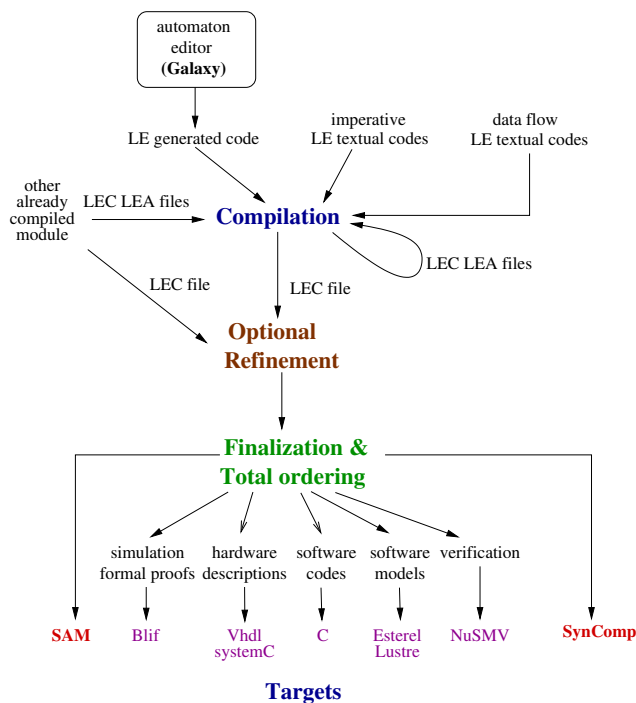 automaton
editor
(Galaxy)
LE generated code
imperative
LE textual codes
data flow
LE textual codes
other
already
compiled
module
LEC LEA files
Compilation
LEC LEA files
LEC file
LEC file
Optional
Refinement
Finalization &
Total ordering
simulation
formal proofs
hardware
descriptions
software
codes
software
models
verification
SAM
Blif
Vhdl
systemC
C
Esterel
Lustre
NuSMV
SynComp
Targets